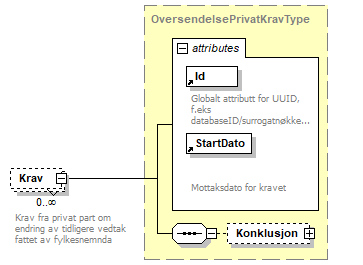 OversendelsePrivatKravType
attributes
Id
Globalt attributt for UUID,
f.eks
databaseID/surrogatnøkke...
StartDato
Mottaksdato for kravet
Krav
0..∞
Krav fra privat part om
endring av tidligere vedtak
fattet av fylkesnemnda
Konklusjon